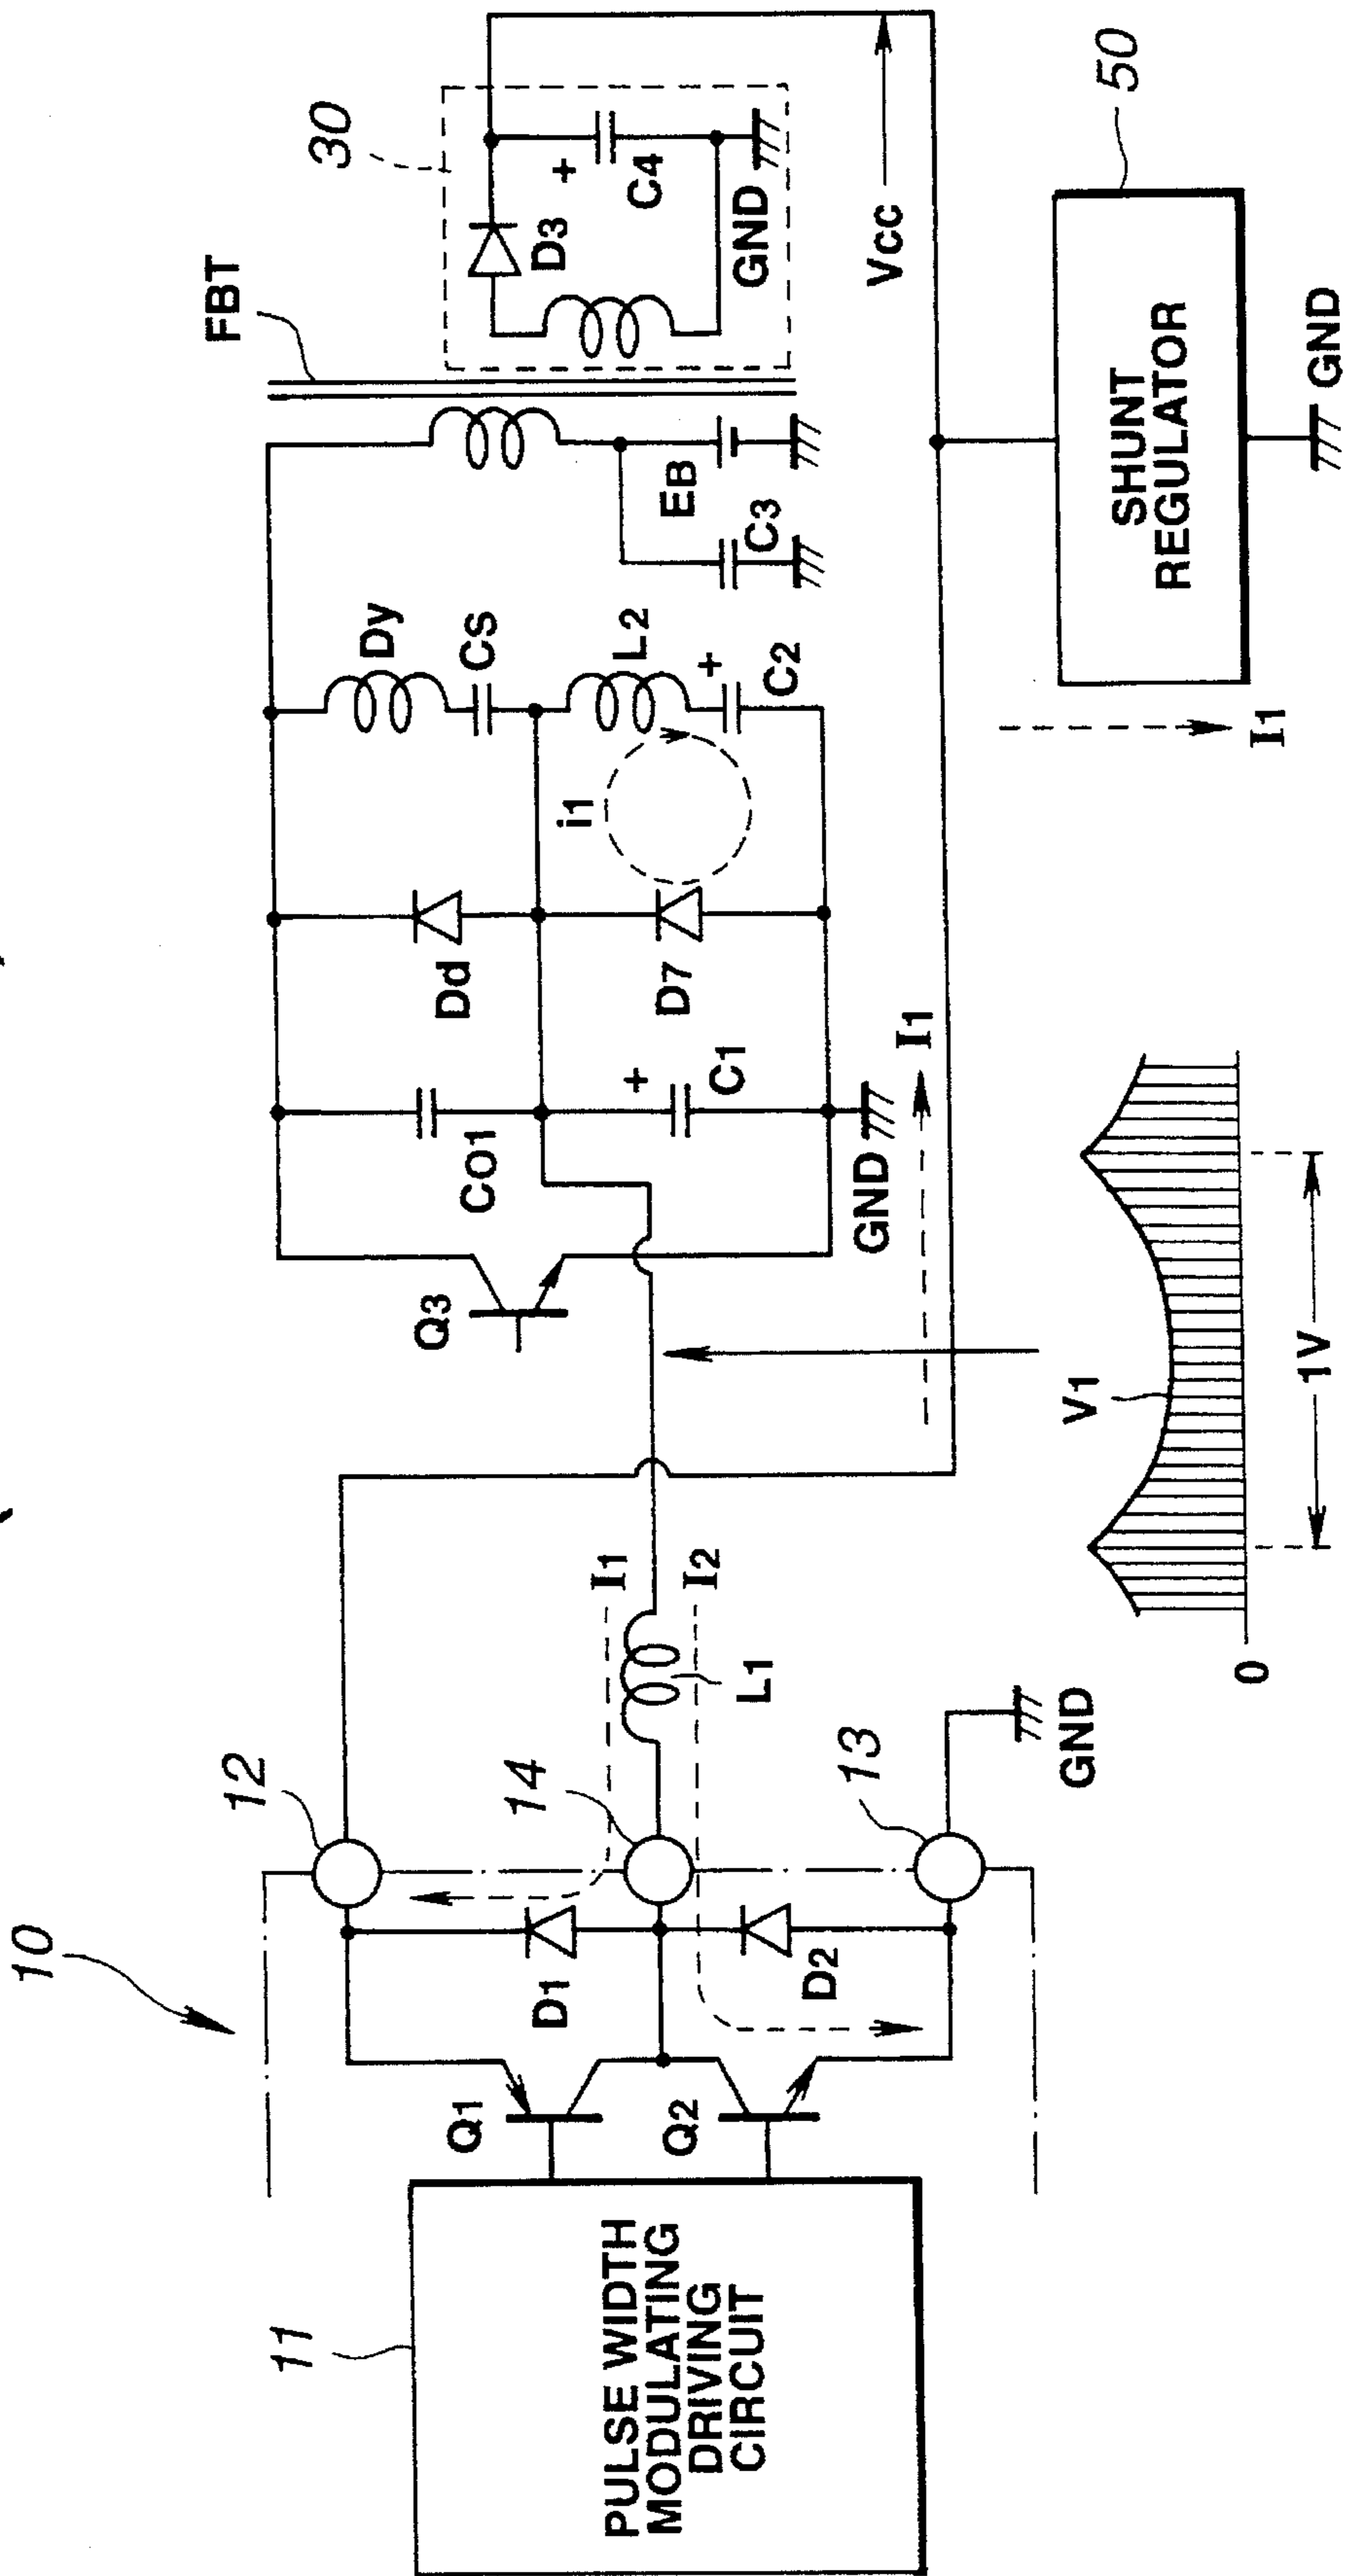 10
11
PULSE WIDTH
MODULATING
DRIVING
CIRCUIT
Q1
Q2
D1
D2
12
14
13
GND
I1
I2
L1
Q3
CO1
C1
+
GND
I1
Dd
D7
i1
Dy
CS
L2
+
C2
FBT
EB
C3
30
D3
+
C4
GND
Vcc
SHUNT
REGULATOR
50
GND
I1
V1
0
1V